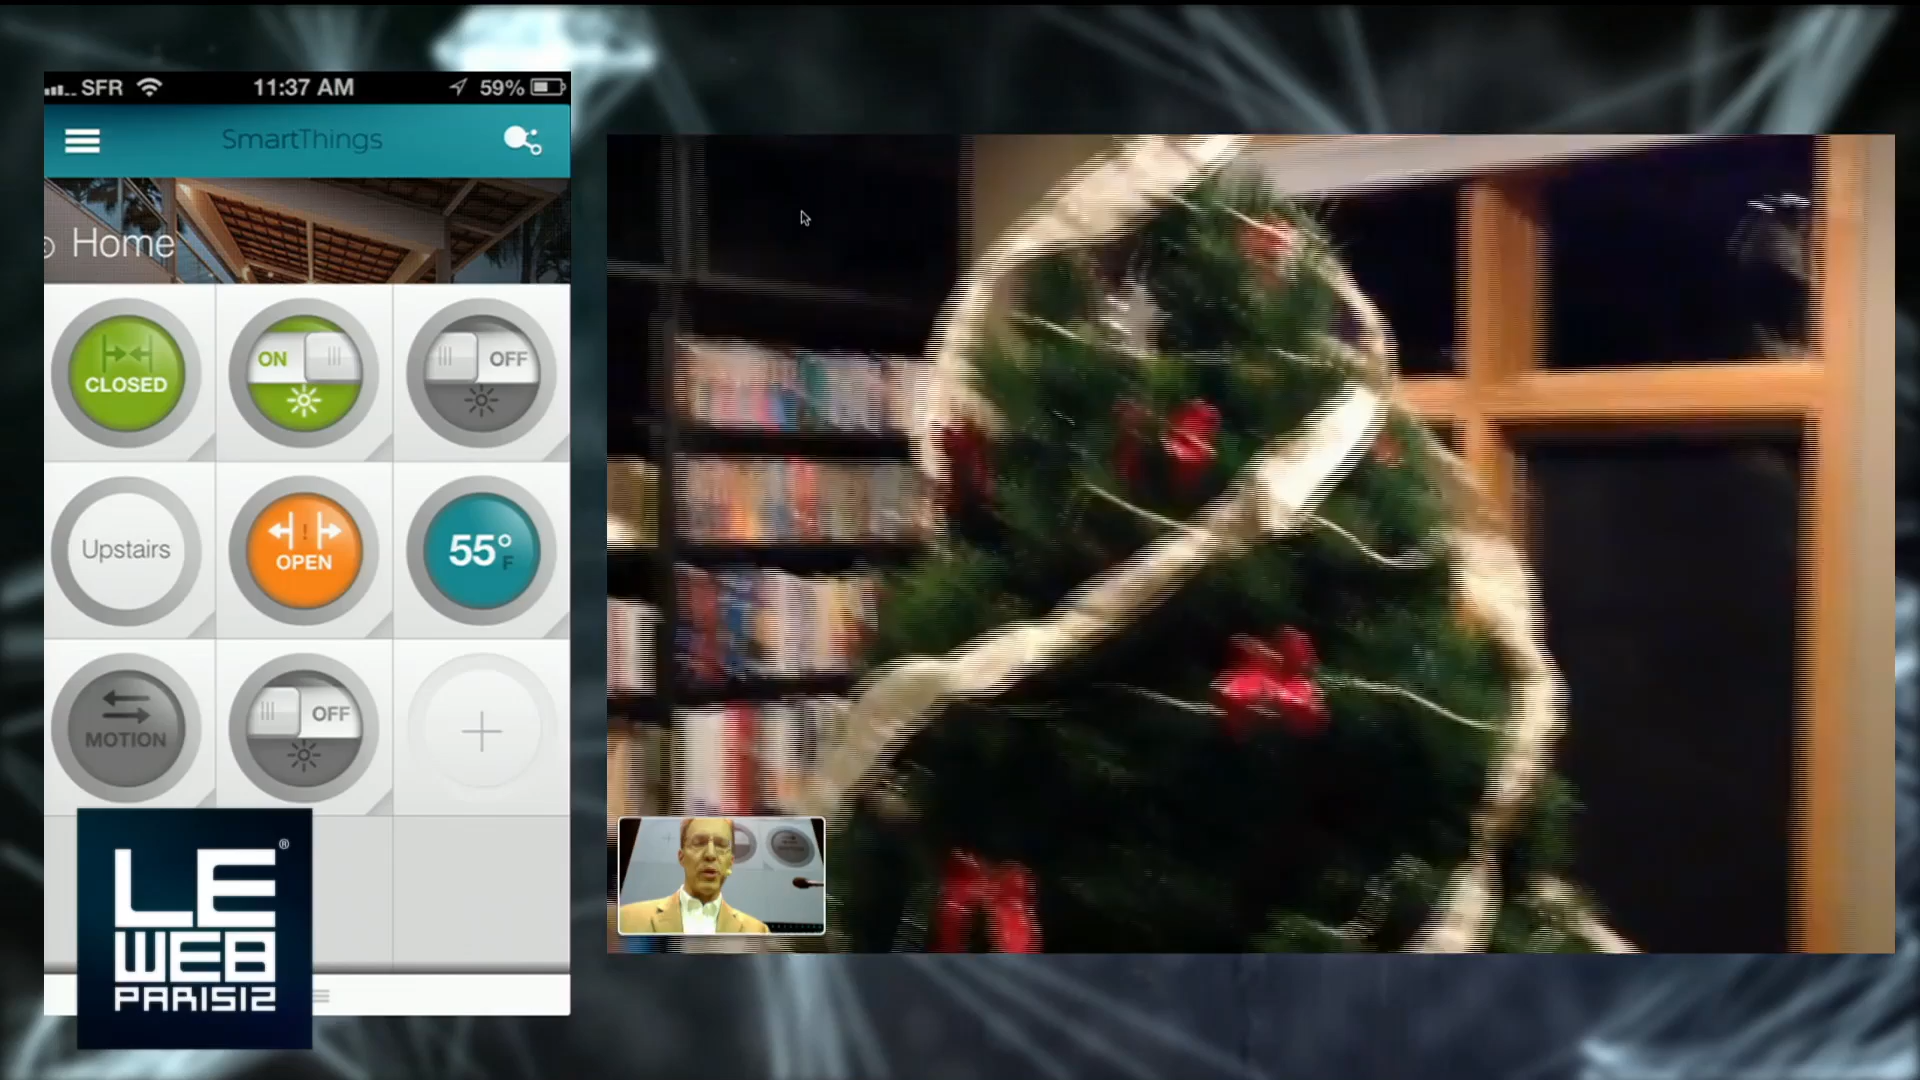 SFR 11:37 AM 59%
SmartThings
Home
CLOSED
ON
OFF
Upstairs
OPEN
55° F
MOTION
OFF
LE ®
WEB
PARIS12